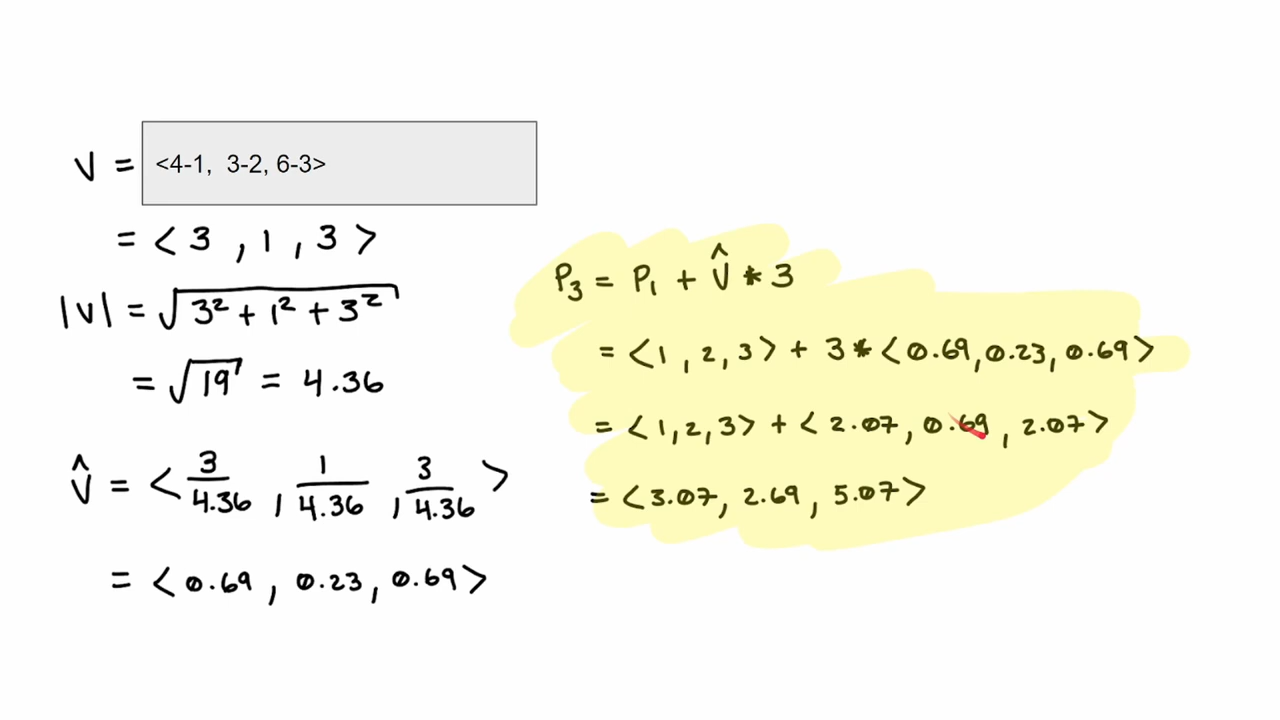 V = <4-1, 3-2, 6-3>
= < 3 , 1 , 3 >
|V| = √3² + 1² + 3²
= √19 = 4.36
V̂ = < 3/4.36 , 1/4.36 , 3/4.36 >
= < 0.69 , 0.23 , 0.69 >
P₃ = P₁ + V̂ * 3
= < 1 , 2 , 3 > + 3 * < 0.69, 0.23, 0.69 >
= < 1, 2, 3 > + < 2.07, 0.69 , 2.07 >
= < 3.07, 2.69 , 5.07 >